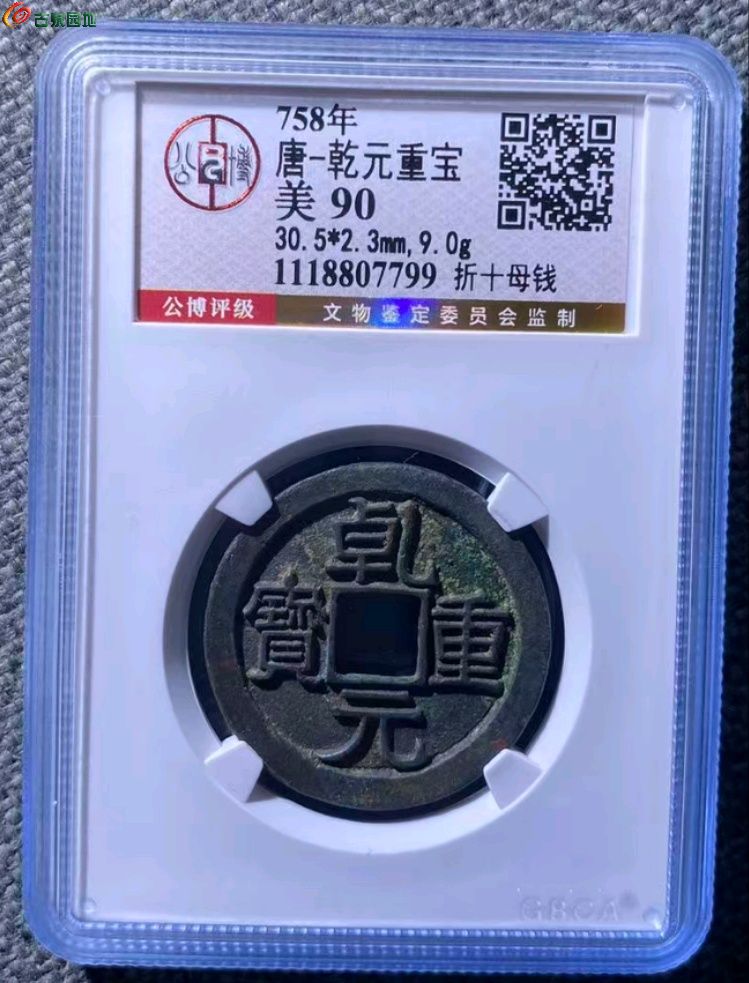 古泉园地
758年
唐-乾元重宝
美 90
30.5*2.3mm,9.0g
1118807799 折十母钱
公博
公博评级
文物鉴定委员会监制
乾元重寶
GBCA®